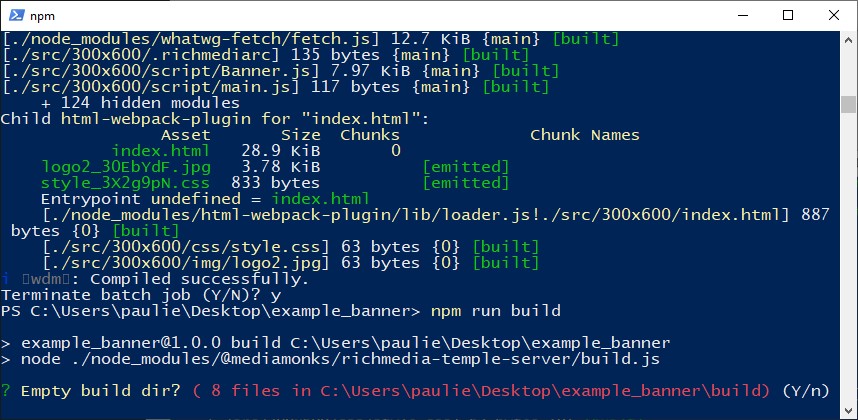 npm
[./node_modules/whatwg-fetch/fetch.js] 12.7 KiB {main} [built]
[./src/300x600/.richmediarc] 135 bytes {main} [built]
[./src/300x600/script/Banner.js] 7.97 KiB {main} [built]
[./src/300x600/script/main.js] 117 bytes {main} [built]
+ 124 hidden modules
Child html-webpack-plugin for "index.html":
Asset Size Chunks Chunk Names
index.html 28.9 KiB 0
logo2_3OEbYdF.jpg 3.78 KiB [emitted]
style_3X2g9pN.css 833 bytes [emitted]
Entrypoint undefined = index.html
[./node_modules/html-webpack-plugin/lib/loader.js!./src/300x600/index.html] 887
bytes {0} [built]
[./src/300x600/css/style.css] 63 bytes {0} [built]
[./src/300x600/img/logo2.jpg] 63 bytes {0} [built]
i 「wdm」: Compiled successfully.
Terminate batch job (Y/N)? y
PS C:\Users\paulie\Desktop\example_banner> npm run build
> example_banner@1.0.0 build C:\Users\paulie\Desktop\example_banner
> node ./node_modules/@mediamonks/richmedia-temple-server/build.js
? Empty build dir? ( 8 files in C:\Users\paulie\Desktop\example_banner\build) (Y/n)